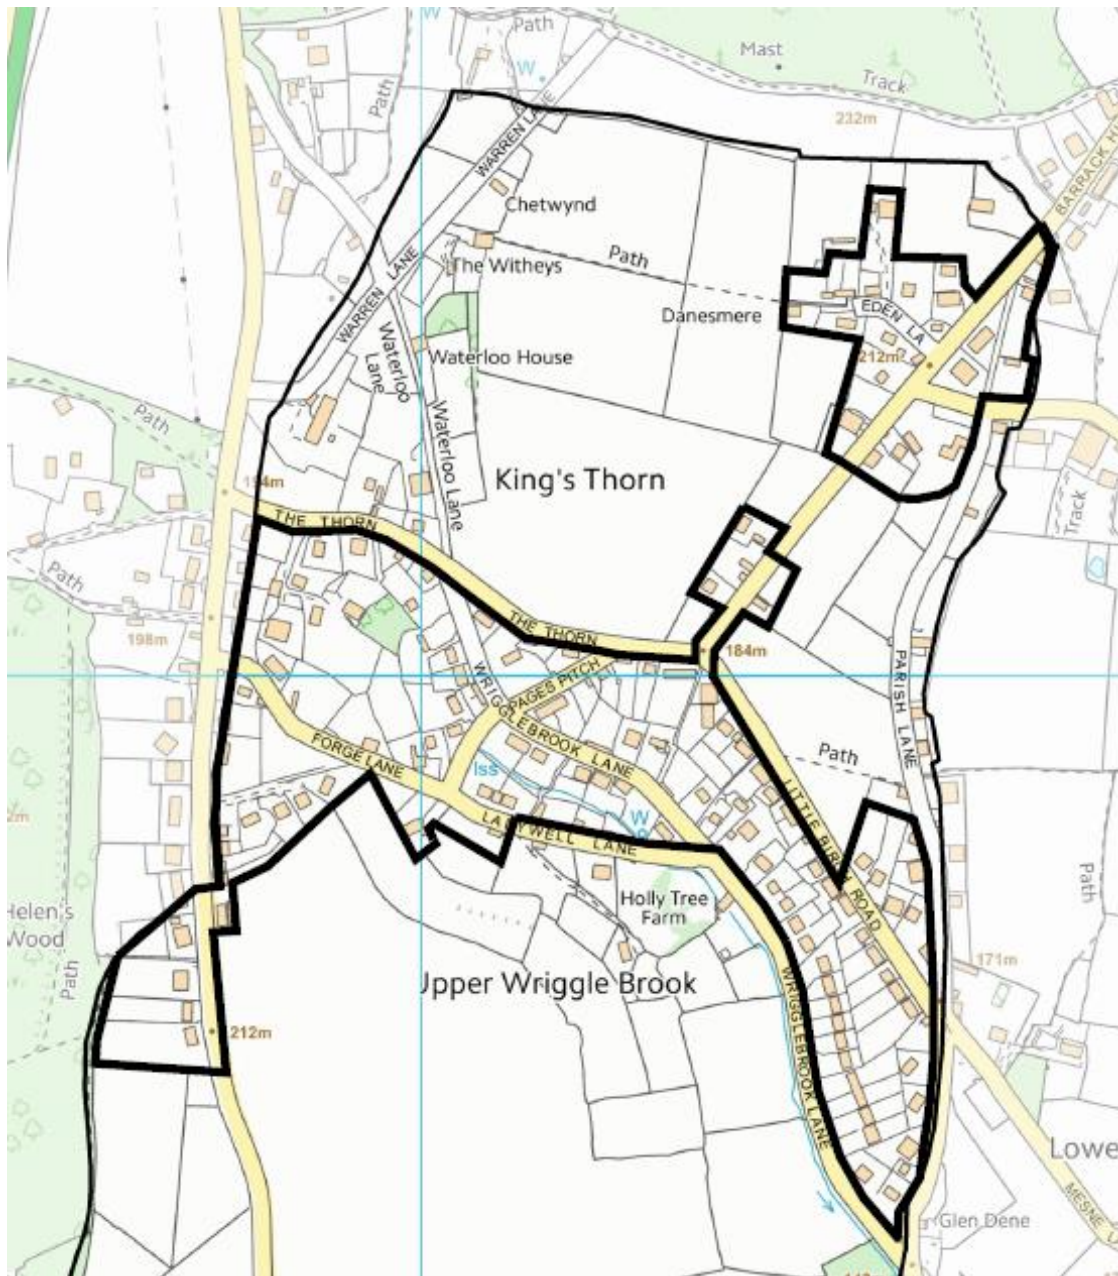 W
Path
Mast
Path
Track
W
232m
WARREN LANE
BARRACK
Chetwynd
Path
The Witheys
WARREN LANE
Danesmere
EDEN LA
Waterloo
Lane
Waterloo House
212m
Path
Waterloo Lane
King's Thorn
194m
THE THORN
Track
Path
198m
THE THORN
184m
PARISH LANE
PAGES PITCH
WRIGGLEBROOK LANE
FORGE LANE
Path
Iss
LITTLE BIRCH ROAD
W
LADYWELL LANE
Path
Holly Tree
Farm
Helen's
Wood
Path
171m
Upper Wriggle Brook
WRIGGLEBROOK LANE
212m
Lowe
MESNE
Glen Dene